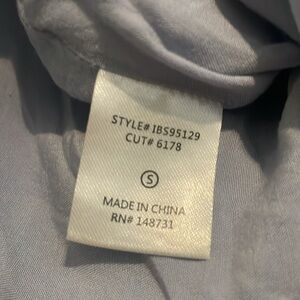 STYLE# IBS95129
CUT# 6178
S
MADE IN CHINA
RN# 148731